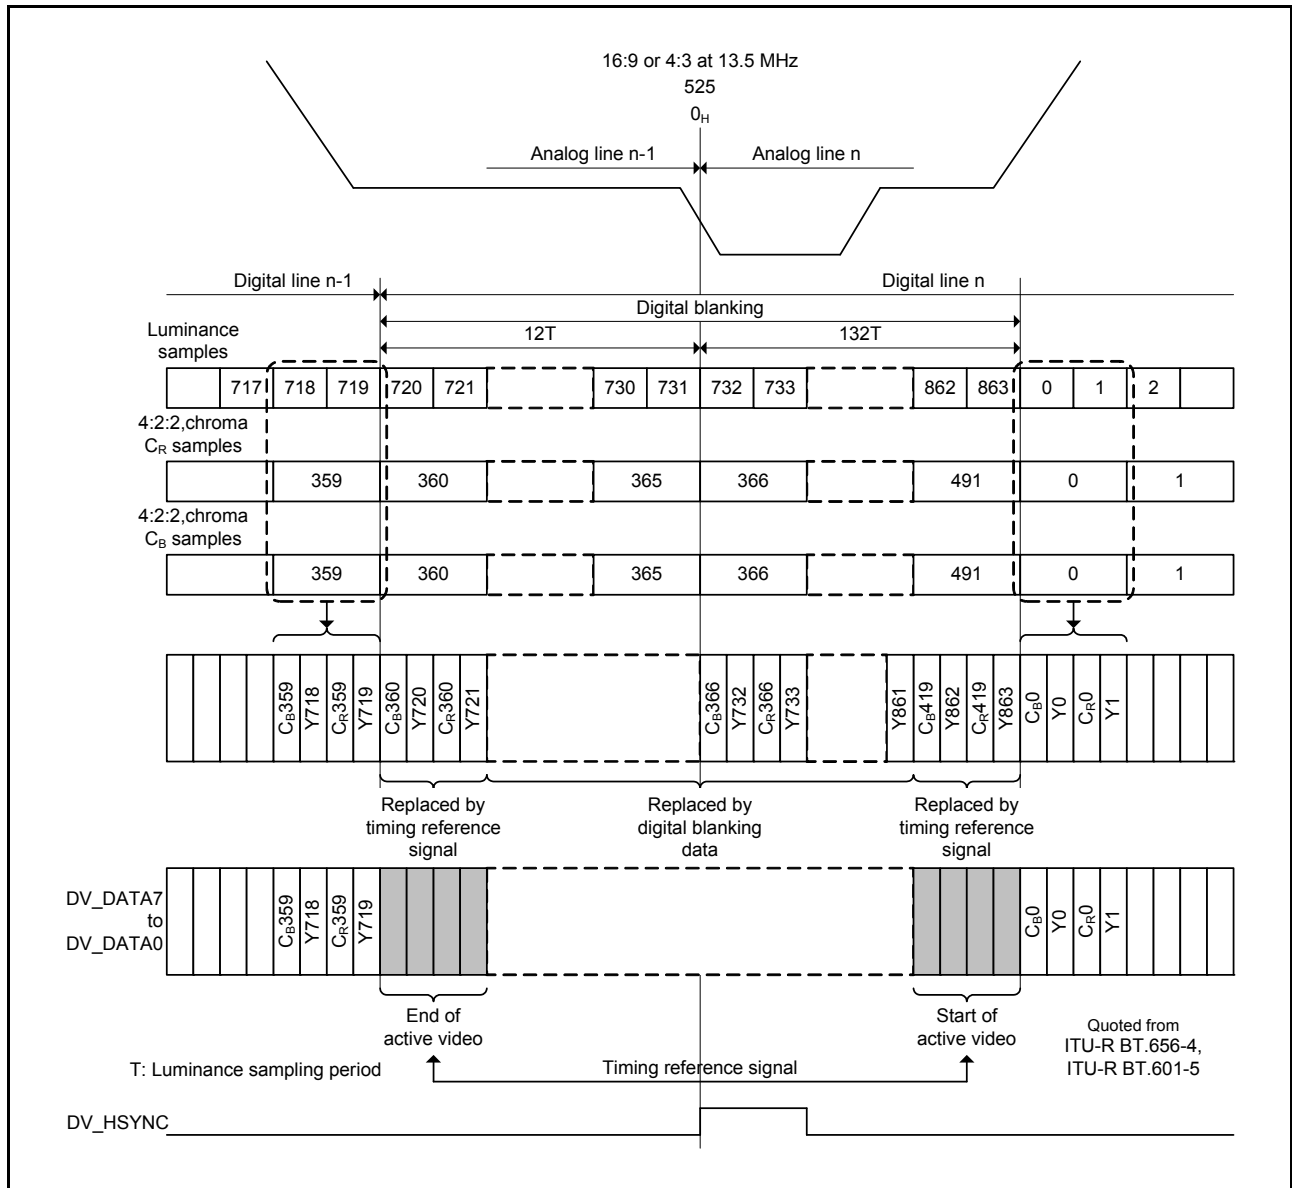 16:9 or 4:3 at 13.5 MHz
525
0H
Analog line n-1
Analog line n
Digital line n-1
Digital line n
Digital blanking
12T
132T
Luminance
samples
717 718 719 720 721 730 731 732 733 862 863 0 1 2
4:2:2,chroma
CR samples
359 360 365 366 491 0 1
4:2:2,chroma
CB samples
359 360 365 366 491 0 1
CB359 Y718 CR359 Y719 CB360 Y720 CR360 Y721 CB366 Y732 CR366 Y733 Y861 CB419 Y862 CR419 Y863 CB0 Y0 CR0 Y1
Replaced by
timing reference
signal
Replaced by
digital blanking
data
Replaced by
timing reference
signal
DV_DATA7
to
DV_DATA0
CB359 Y718 CR359 Y719 CB0 Y0 CR0 Y1
End of
active video
Start of
active video
Quoted from
ITU-R BT.656-4,
ITU-R BT.601-5
T: Luminance sampling period
Timing reference signal
DV_HSYNC